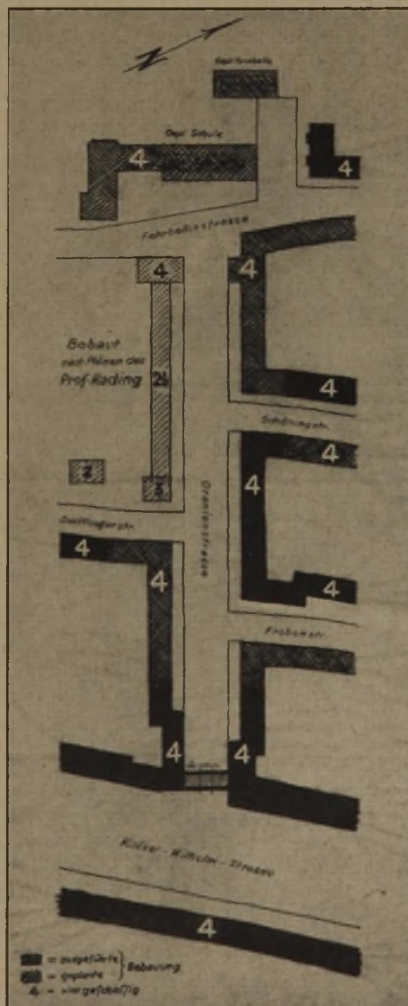 N
Gepl. Turnhalle
Gepl. Schule
4
4
Fehrbellinstrasse
4
4
Bebaut
nach Plänen des
Prof. Rading
2½
4
Schöningstr.
2
3
4
4
Oranienstrasse
Derfflingerstr.
4
4
4
Frobenstr.
4
4
Kaiser-Wilhelm-Strasse
4
= ausgeführte
= geplante
Bebauung
4 = viergeschossig